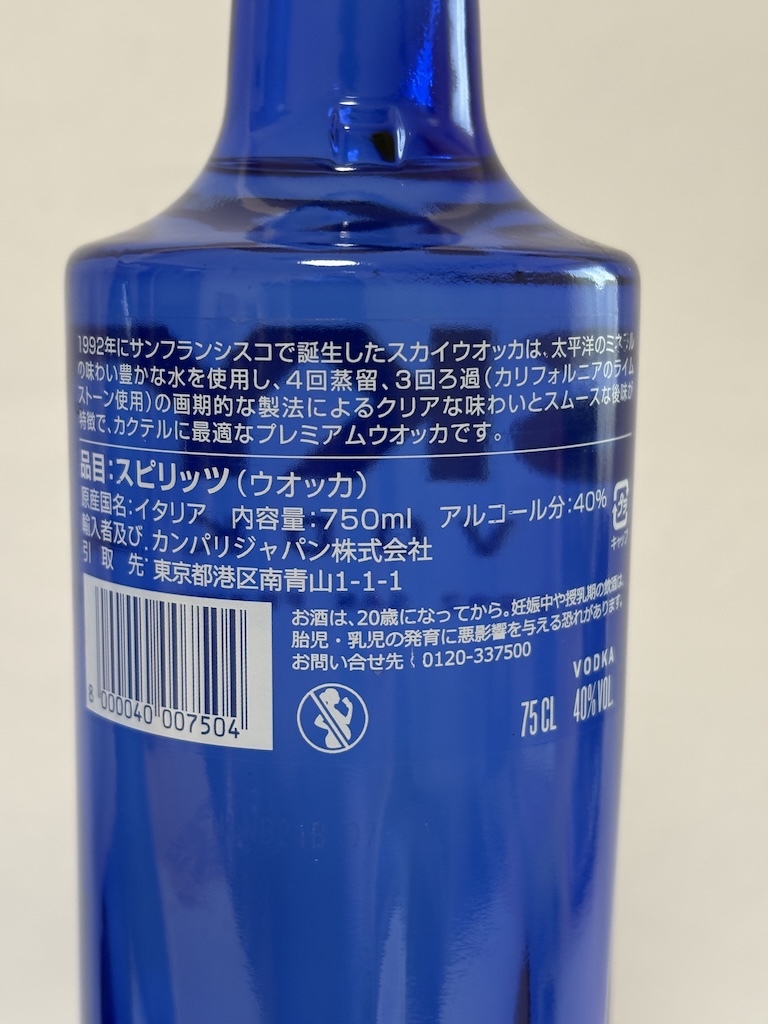 1992年にサンフランシスコで誕生したスカイウオッカは、太平洋のミネラル
の味わい豊かな水を使用し、4回蒸留、3回ろ過(カリフォルニアのライム
ストーン使用)の画期的な製法によるクリアな味わいとスムースな後味が
特徴で、カクテルに最適なプレミアムウオッカです。
品目:スピリッツ(ウオッカ)
原産国名:イタリア 内容量:750ml アルコール分:40%
輸入者及び カンパリジャパン株式会社
引取先: 東京都港区南青山1-1-1
キャップ
お酒は、20歳になってから。妊娠中や授乳期の飲酒は、
胎児・乳児の発育に悪影響を与える恐れがあります。
お問い合せ先: 0120-337500
8 000040 007504
VODKA
75CL 40%VOL.